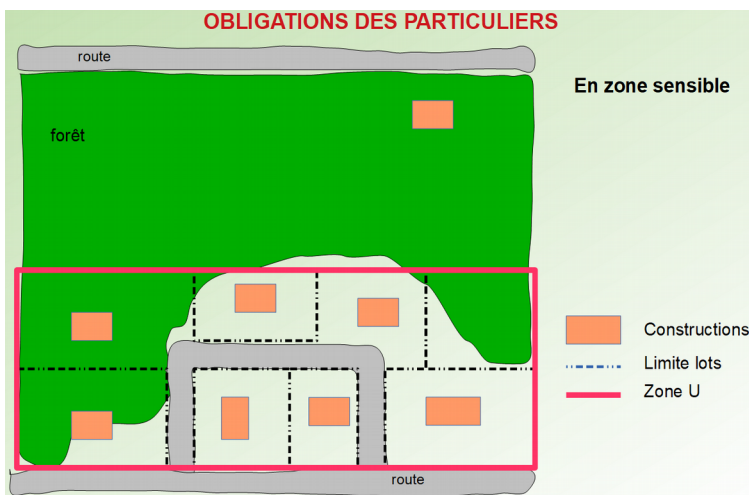 OBLIGATIONS DES PARTICULIERS
route
En zone sensible
forêt
Constructions
Limite lots
Zone U
route